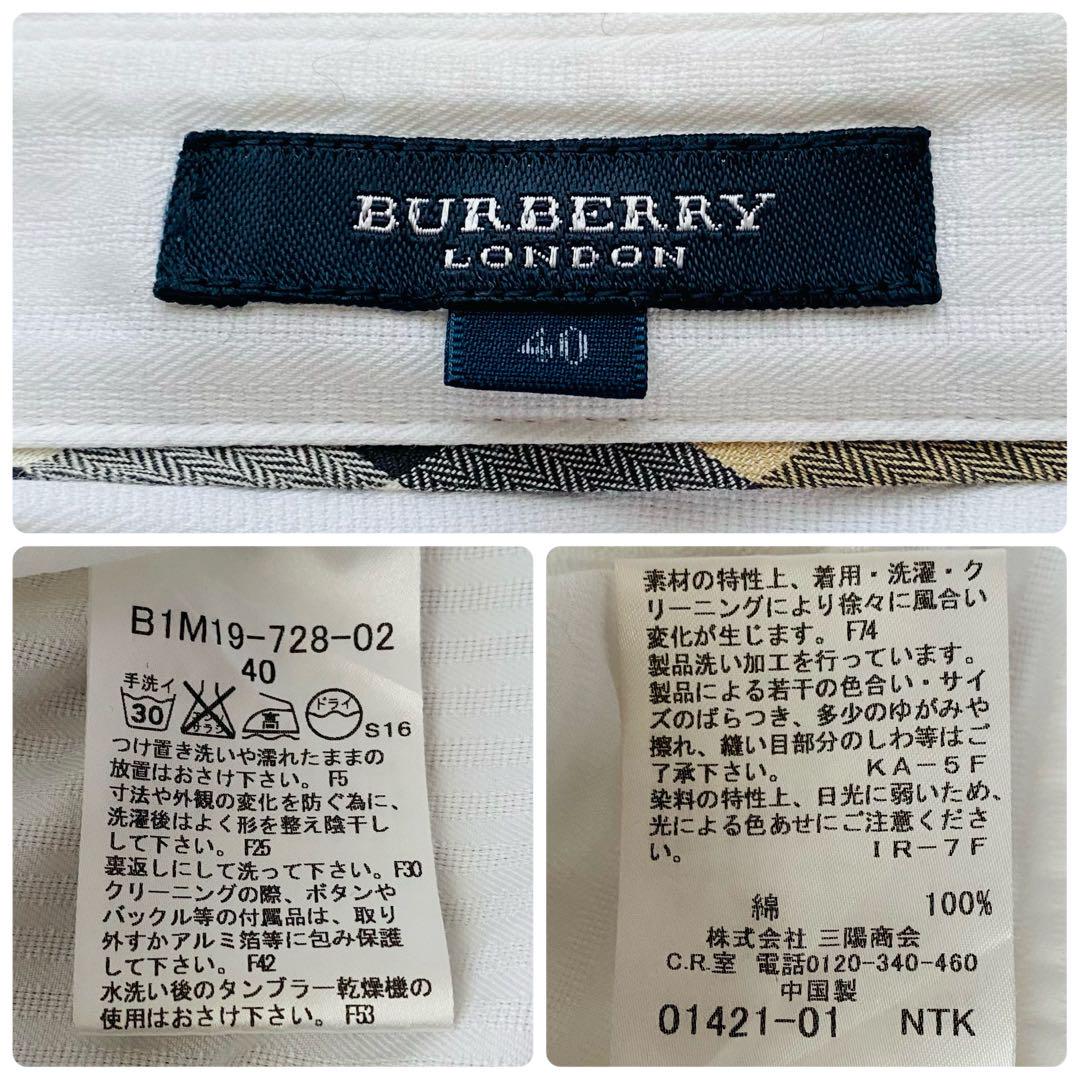 BURBERRY
LONDON
40
B1M19-728-02
40
手洗イ
30
エンソ
サラシ
高
ドライ
S16
つけ置き洗いや濡れたままの
放置はおさけ下さい。F5
寸法や外観の変化を防ぐ為に、
洗濯後はよく形を整え陰干し
して下さい。F25
裏返しにして洗って下さい。F30
クリーニングの際、ボタンや
バックル等の付属品は、取り
外すかアルミ箔等に包み保護
して下さい。F42
水洗い後のタンブラー乾燥機の
使用はおさけ下さい。F53
素材の特性上、着用・洗濯・ク
リーニングにより徐々に風合い
変化が生じます。F74
製品洗い加工を行っています。
製品による若干の色合い・サイ
ズのばらつき、多少のゆがみや
擦れ、縫い目部分のしわ等はご
了承下さい。 KA-5F
染料の特性上、日光に弱いため、
光による色あせにご注意くださ
い。 IR-7F
綿 100%
株式会社 三陽商会
C.R.室 電話0120-340-460
中国製
01421-01 NTK